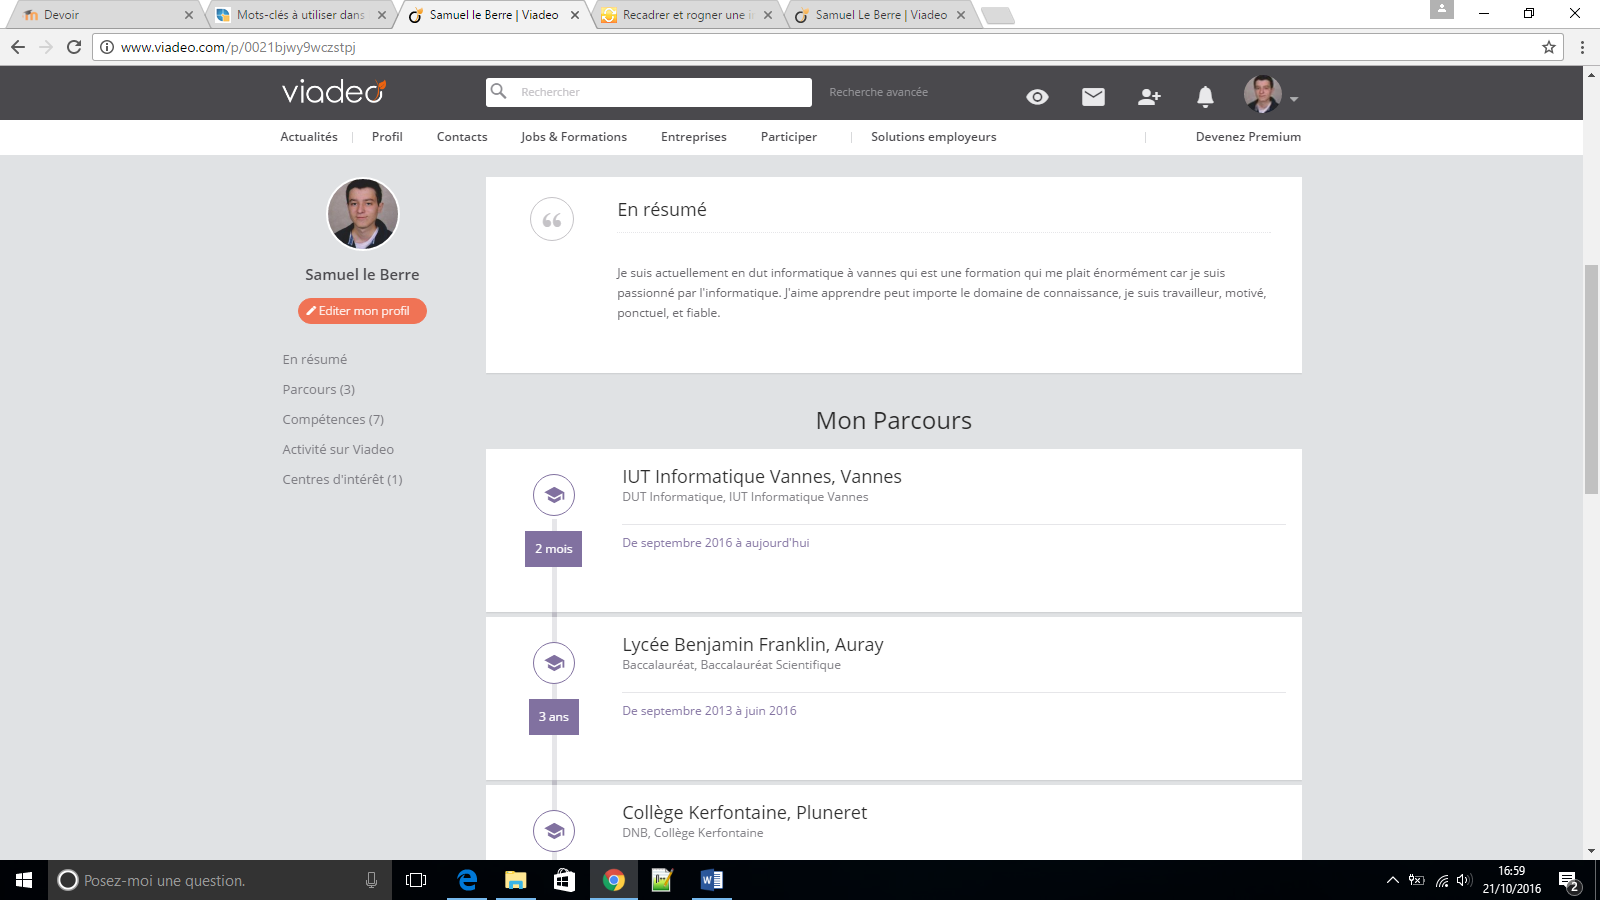 Devoir
Mots-clés à utiliser dans
Samuel le Berre | Viadeo
Recadrer et rogner une i
Samuel Le Berre | Viadeo
www.viadeo.com/p/0021bjwy9wczstpj
viadeo
Rechercher
Recherche avancée
Actualités
Profil
Contacts
Jobs & Formations
Entreprises
Participer
Solutions employeurs
Devenez Premium
Samuel le Berre
Editer mon profil
En résumé
Parcours (3)
Compétences (7)
Activité sur Viadeo
Centres d'intérêt (1)
En résumé
Je suis actuellement en dut informatique à vannes qui est une formation qui me plait énormément car je suis
passionné par l'informatique. J'aime apprendre peut importe le domaine de connaissance, je suis travailleur, motivé,
ponctuel, et fiable.
Mon Parcours
IUT Informatique Vannes, Vannes
DUT Informatique, IUT Informatique Vannes
2 mois
De septembre 2016 à aujourd'hui
Lycée Benjamin Franklin, Auray
Baccalauréat, Baccalauréat Scientifique
3 ans
De septembre 2013 à juin 2016
Collège Kerfontaine, Pluneret
DNB, Collège Kerfontaine
Posez-moi une question.
16:59
21/10/2016
2